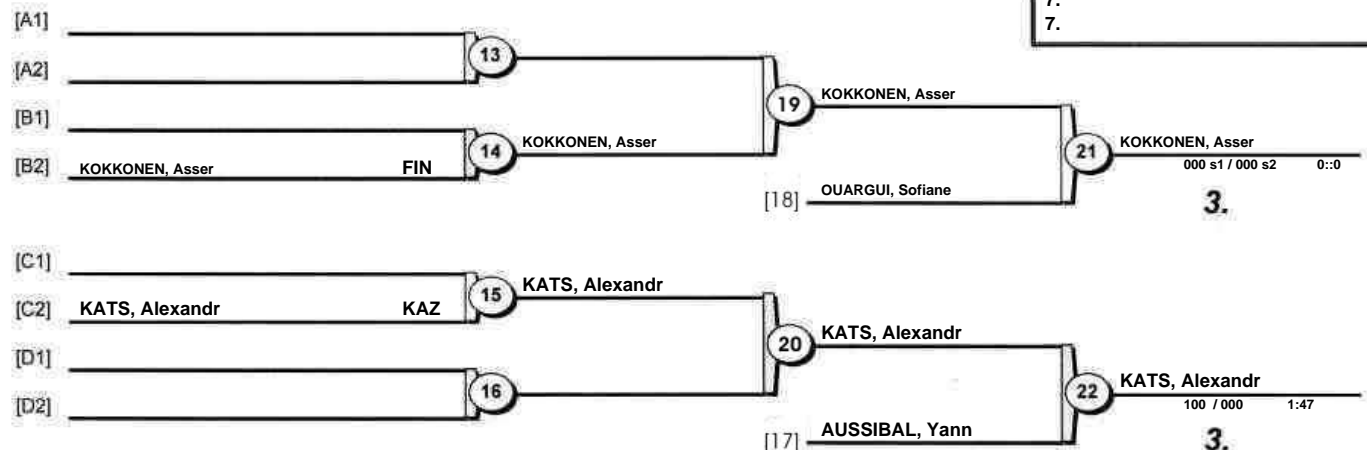 7.
7.
[A1]
13
[A2]
19 KOKKONEN, Asser
[B1]
14 KOKKONEN, Asser
21 KOKKONEN, Asser
[B2] KOKKONEN, Asser FIN
000 s1 / 000 s2 0::0
[18] OUARGUI, Sofiane
3.
[C1]
15 KATS, Alexandr
[C2] KATS, Alexandr KAZ
20 KATS, Alexandr
[D1]
16
22 KATS, Alexandr
[D2]
100 / 000 1:47
[17] AUSSIBAL, Yann
3.